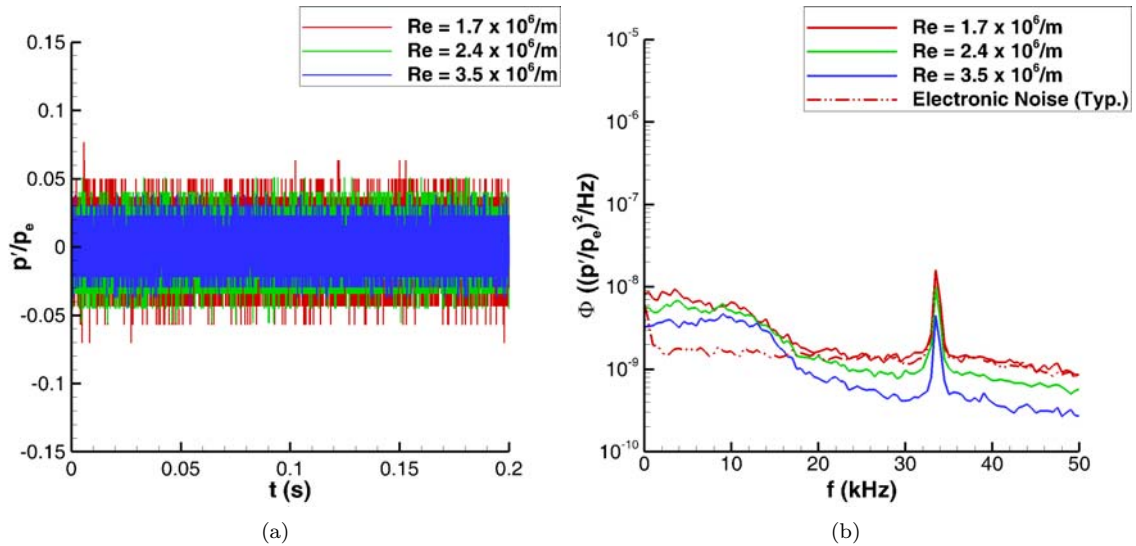 Re = 1.7 x 10⁶/m
Re = 2.4 x 10⁶/m
Re = 3.5 x 10⁶/m
0.15
0.1
0.05
0
-0.05
-0.1
-0.15
p'/pₑ
0
0.05
0.1
0.15
0.2
t (s)
(a)
Re = 1.7 x 10⁶/m
Re = 2.4 x 10⁶/m
Re = 3.5 x 10⁶/m
Electronic Noise (Typ.)
10⁻⁵
10⁻⁶
10⁻⁷
10⁻⁸
10⁻⁹
10⁻¹⁰
Φ ((p'/pₑ)²/Hz)
0
10
20
30
40
50
f (kHz)
(b)